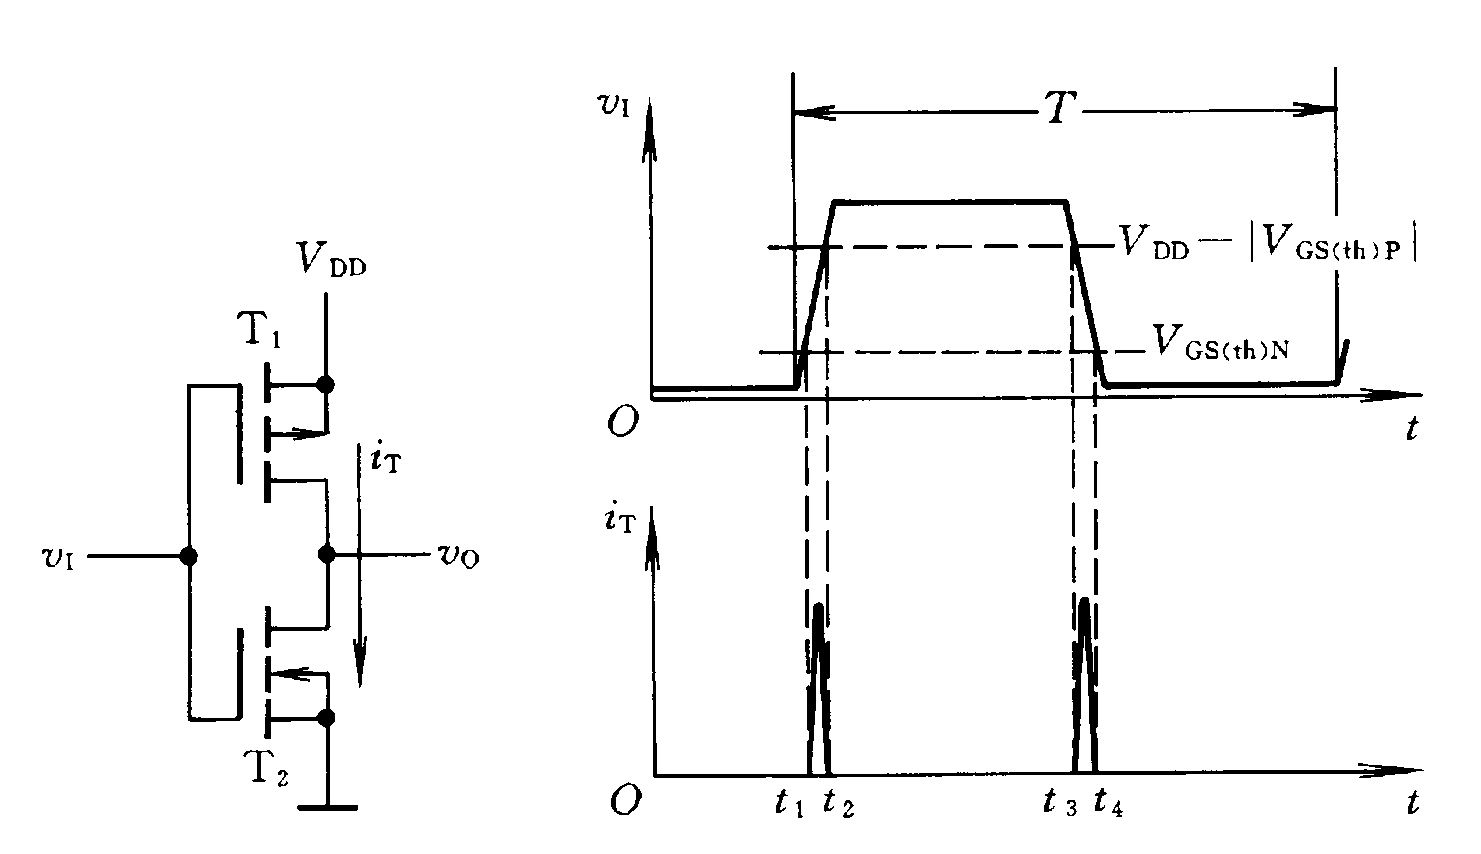 V_DD
T_1
i_T
v_I
v_O
T_2
v_I
T
V_DD − |V_GS(th)P|
V_GS(th)N
O
t
i_T
O
t_1 t_2
t_3 t_4
t